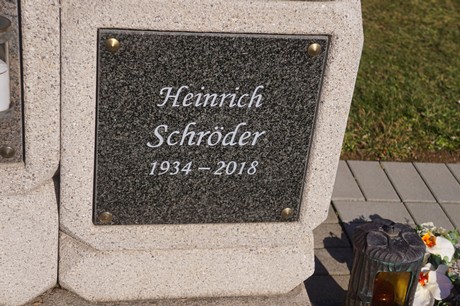 Heinrich
Schröder
1934 – 2018